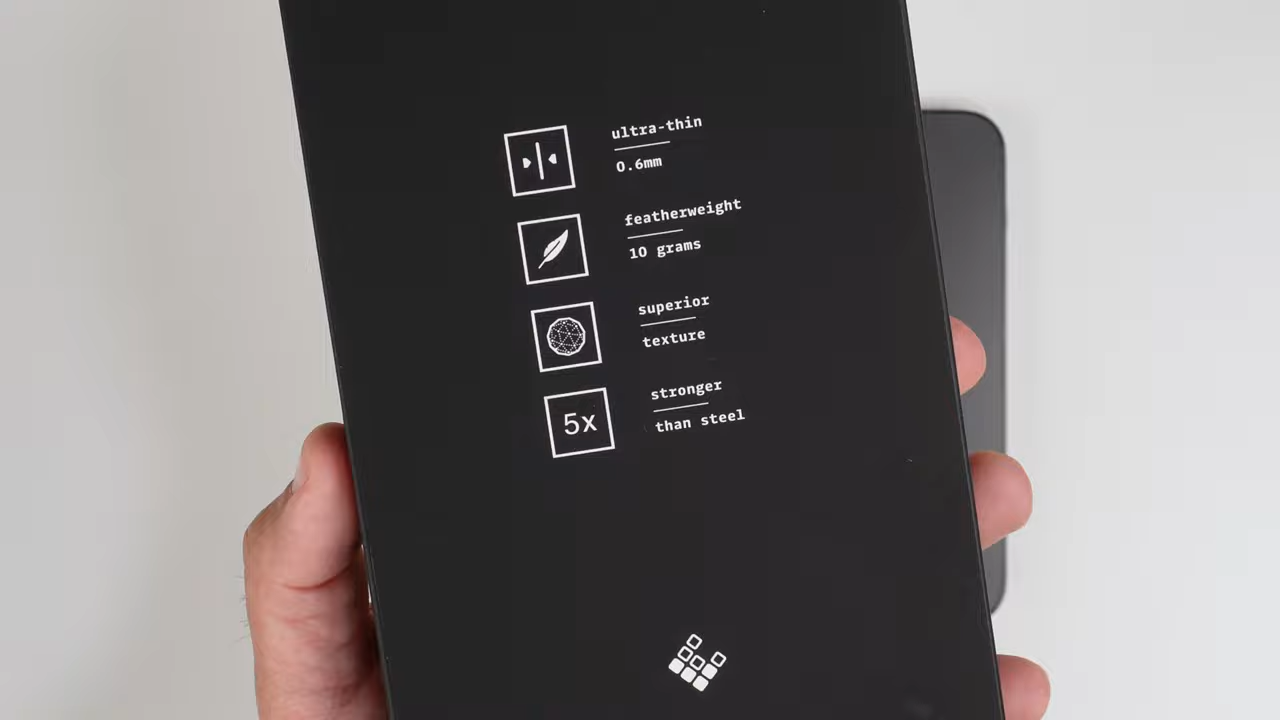 ultra-thin
0.6mm
featherweight
10 grams
superior
texture
5x
stronger
than steel